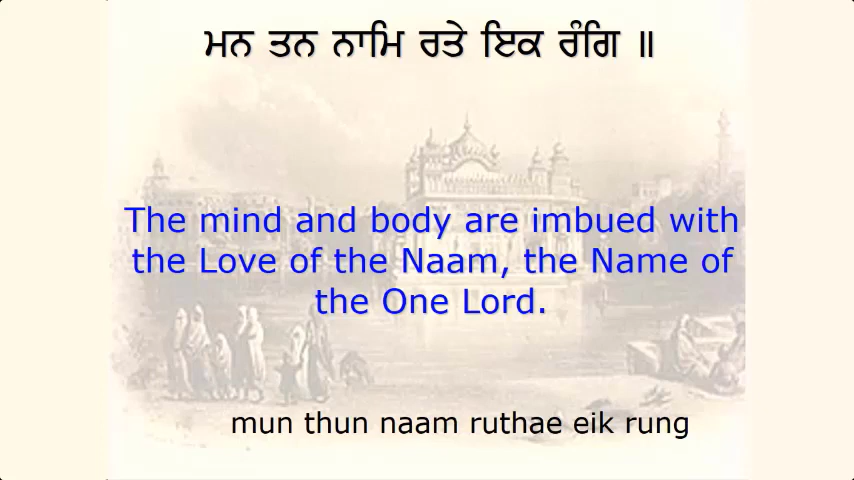 ਮਨ ਤਨ ਨਾਮਿ ਰਤੇ ਇਕ ਰੰਗਿ ॥
The mind and body are imbued with
the Love of the Naam, the Name of
the One Lord.
mun thun naam ruthae eik rung